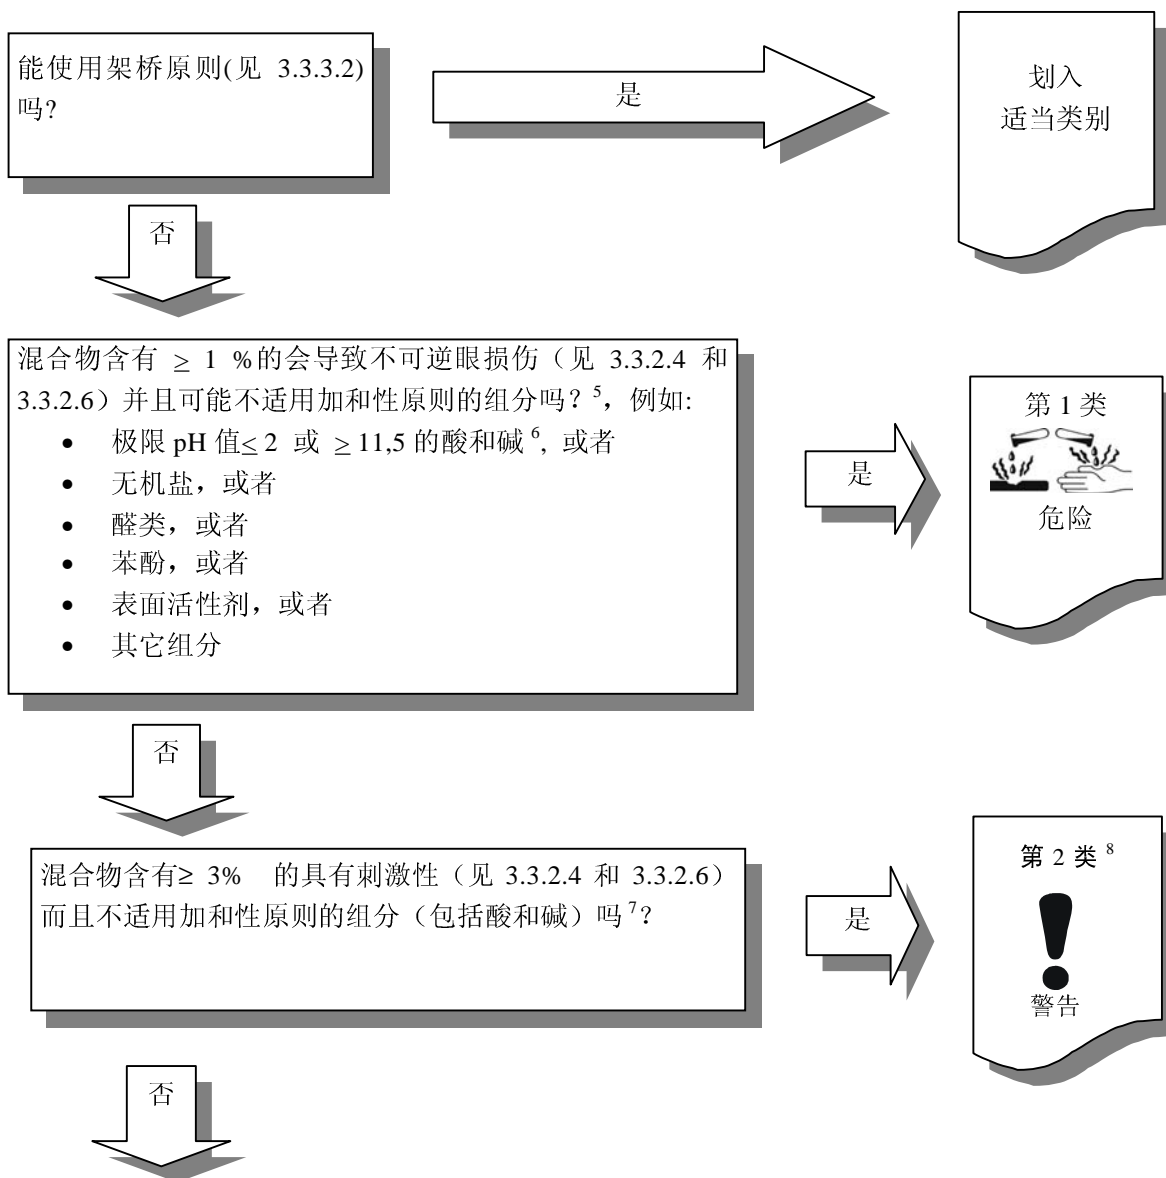 能使用架桥原则(见 3.3.3.2)
吗?
是
划入
适当类别
否
混合物含有 ≥ 1 %的会导致不可逆眼损伤（见 3.3.2.4 和
3.3.2.6）并且可能不适用加和性原则的组分吗？⁵，例如:
• 极限 pH 值≤ 2 或 ≥ 11,5 的酸和碱 ⁶, 或者
• 无机盐，或者
• 醛类，或者
• 苯酚，或者
• 表面活性剂，或者
• 其它组分
是
第 1 类
危险
否
混合物含有≥ 3% 的具有刺激性（见 3.3.2.4 和 3.3.2.6）
而且不适用加和性原则的组分（包括酸和碱）吗 ⁷？
是
第 2 类 ⁸
警告
否